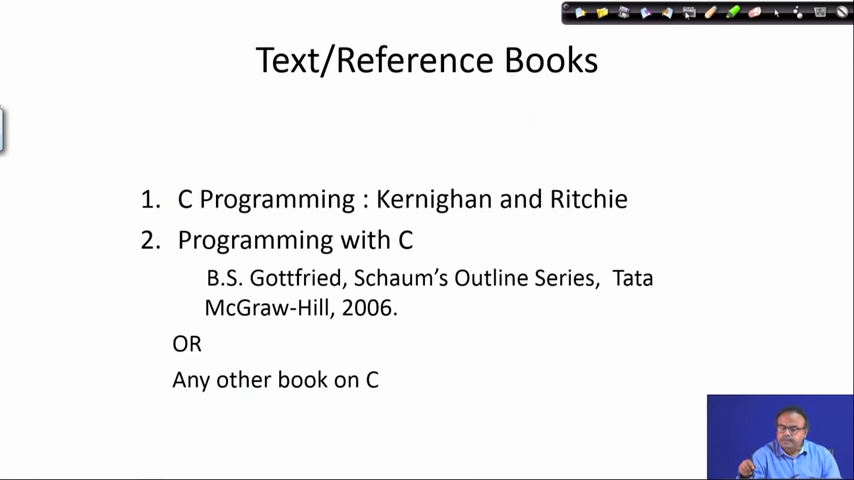 Text/Reference Books
1. C Programming : Kernighan and Ritchie
2. Programming with C
B.S. Gottfried, Schaum's Outline Series, Tata
McGraw-Hill, 2006.
OR
Any other book on C